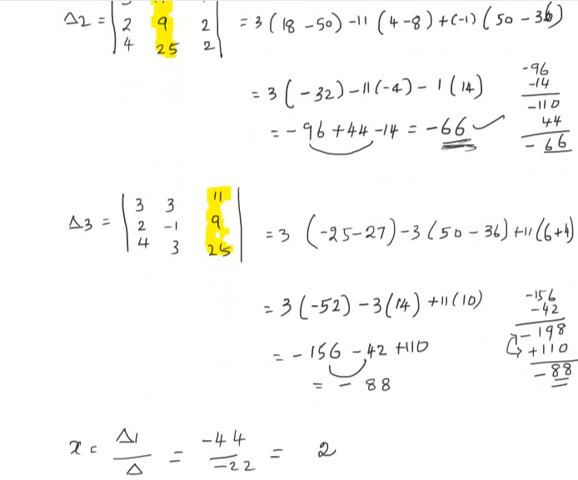 Δ2 = | 2 9 2 | = 3 (18 - 50) - 11 (4 - 8) + (-1) (50 - 36)
4 25 2
= 3 (-32) - 11 (-4) - 1 (14)
= - 96 + 44 - 14 = - 66 ✓
-96
-14
-110
44
- 66
3 3 11
Δ3 = | 2 -1 9 | = 3 (-25 - 27) - 3 (50 - 36) + 11 (6+4)
4 3 25
= 3 (-52) - 3 (14) + 11 (10)
= - 156 - 42 + 110
= - 88
-156
-42
- 198
+ 110
- 88
x = Δ1 / Δ = -44 / -22 = 2